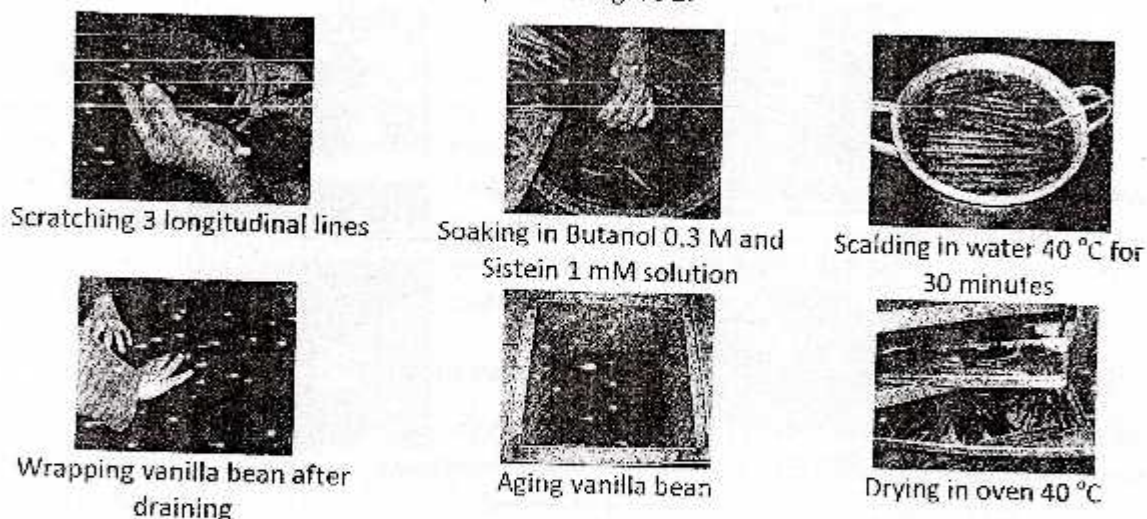 Scratching 3 longitudinal lines
Soaking in Butanol 0.3 M and
Sistein 1 mM solution
Scalding in water 40 °C for
30 minutes
Wrapping vanilla bean after
draining
Aging vanilla bean
Drying in oven 40 °C